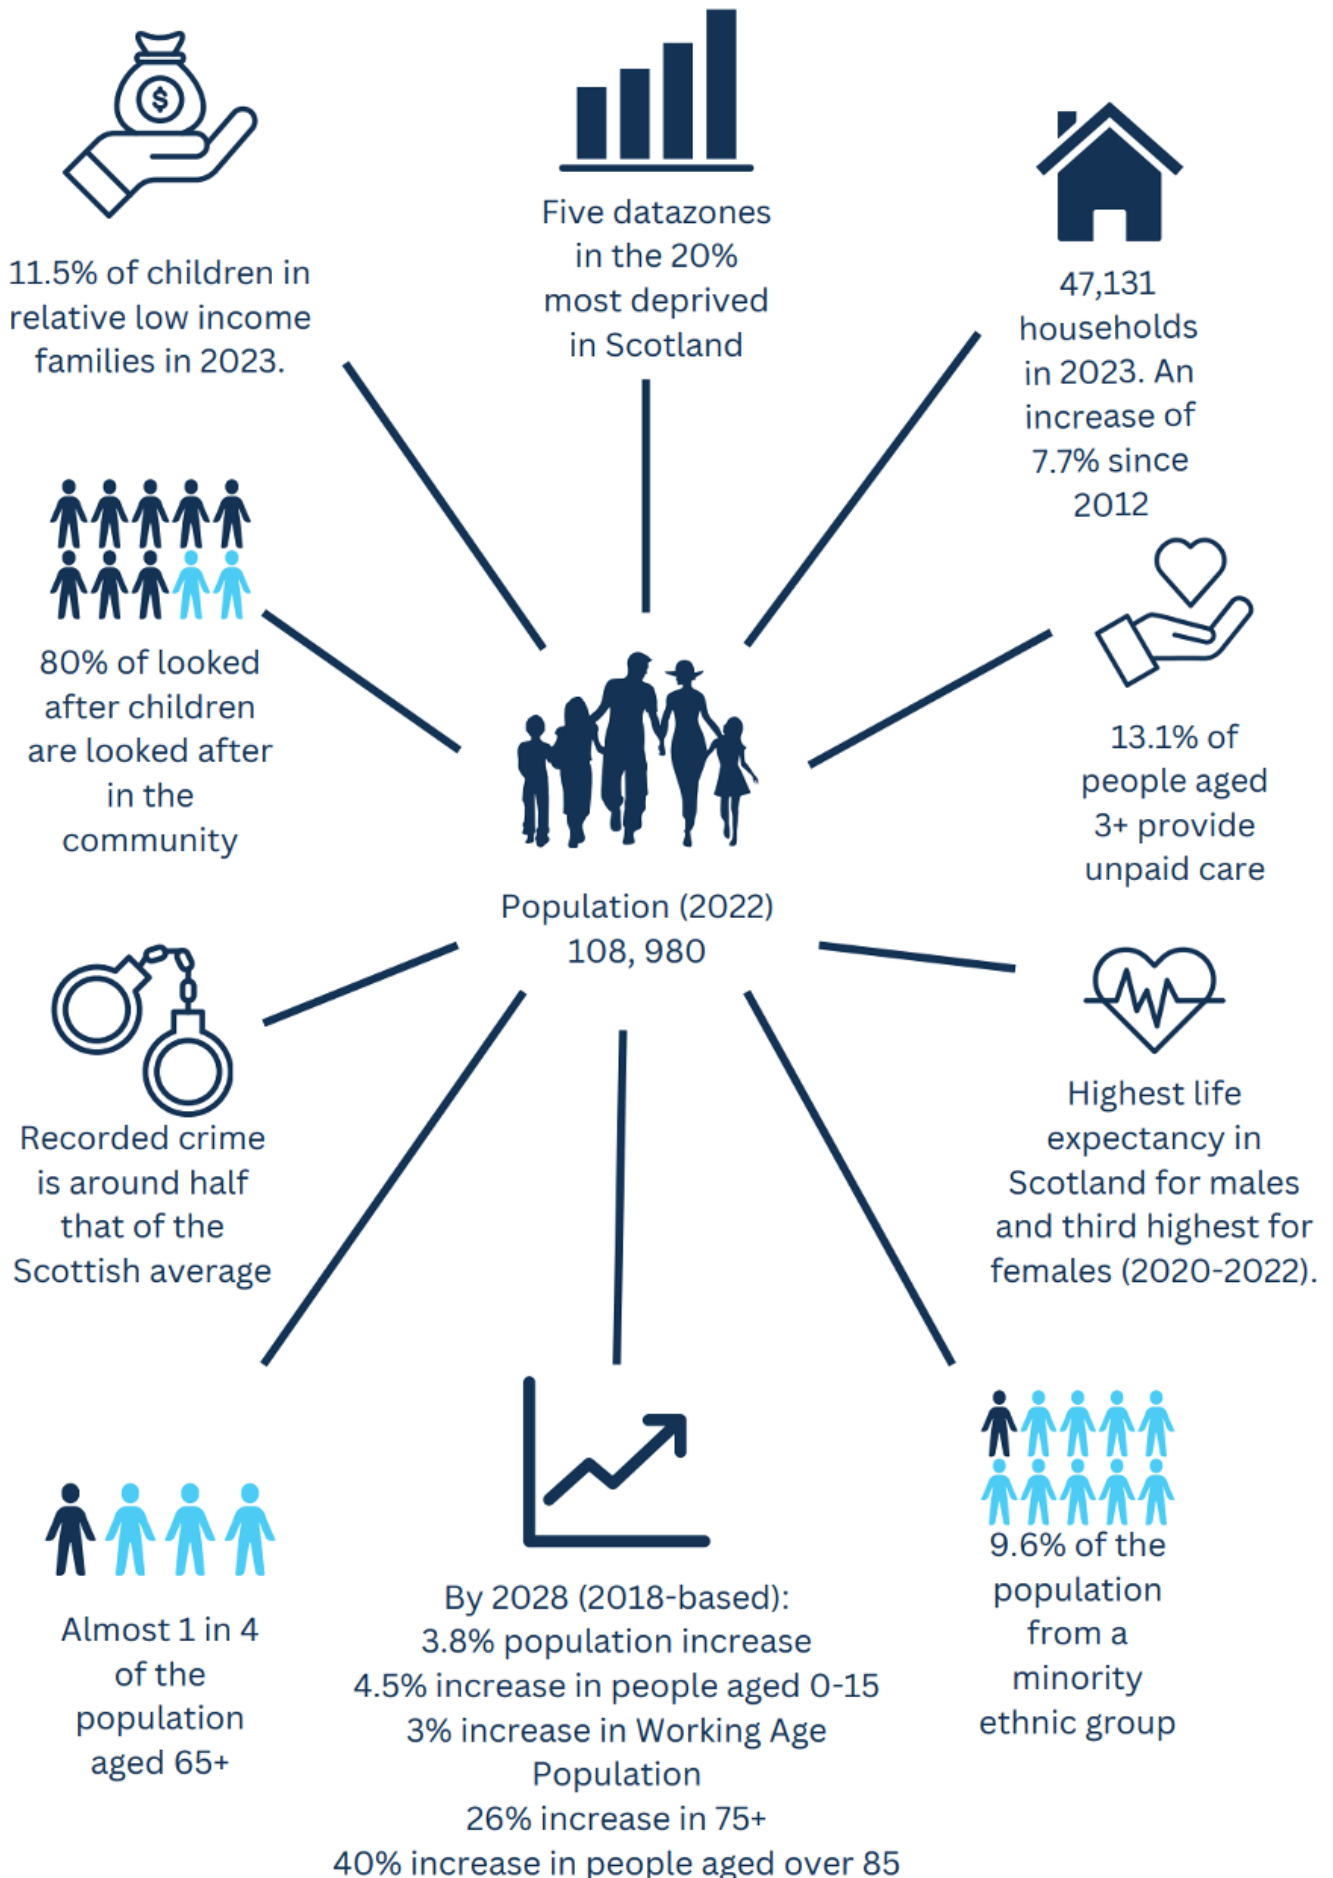 $
11.5% of children in
relative low income
families in 2023.
Five datazones
in the 20%
most deprived
in Scotland
47,131
households
in 2023. An
increase of
7.7% since
2012
80% of looked
after children
are looked after
in the
community
13.1% of
people aged
3+ provide
unpaid care
Population (2022)
108, 980
Recorded crime
is around half
that of the
Scottish average
Highest life
expectancy in
Scotland for males
and third highest for
females (2020-2022).
Almost 1 in 4
of the
population
aged 65+
By 2028 (2018-based):
3.8% population increase
4.5% increase in people aged 0-15
3% increase in Working Age
Population
26% increase in 75+
40% increase in people aged over 85
9.6% of the
population
from a
minority
ethnic group